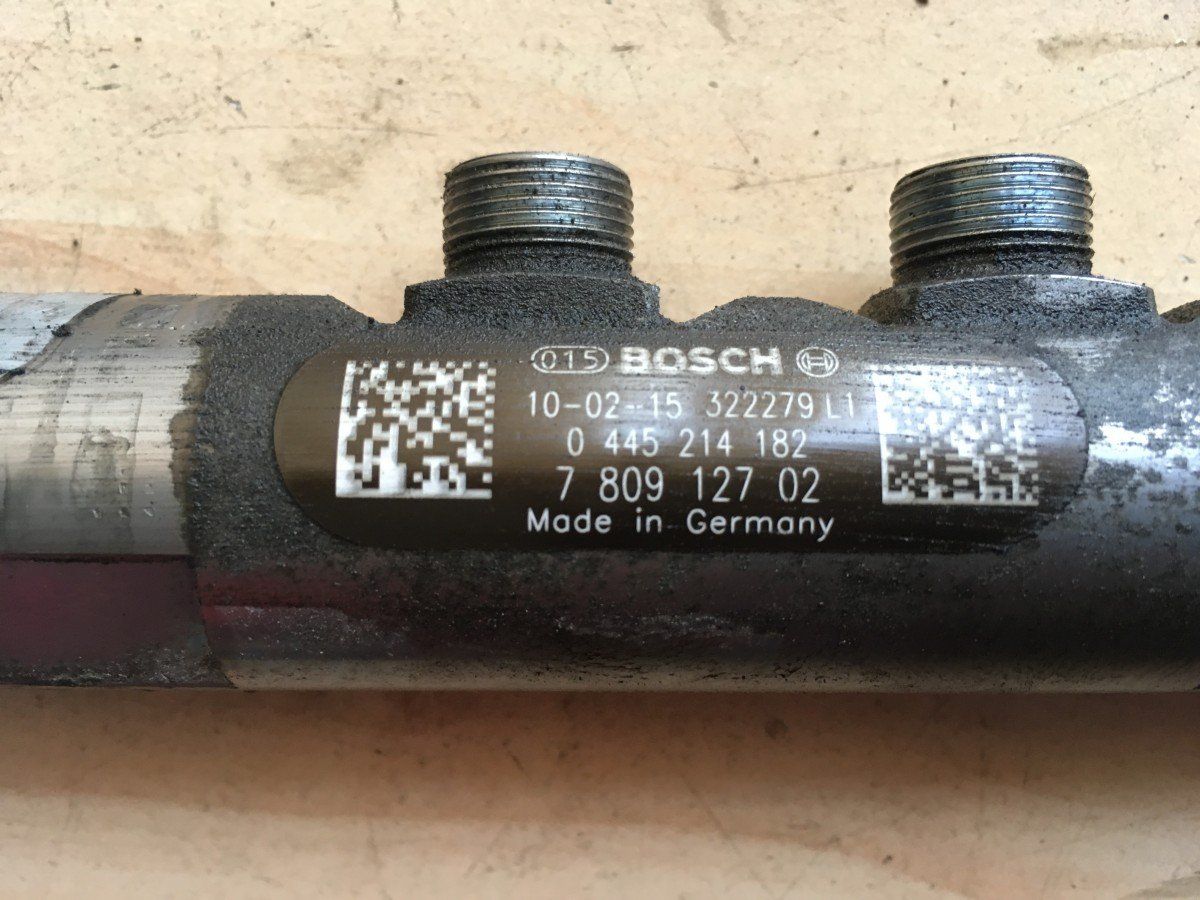 015 BOSCH
10-02-15 322279 L1
0 445 214 182
7 809 127 02
Made in Germany